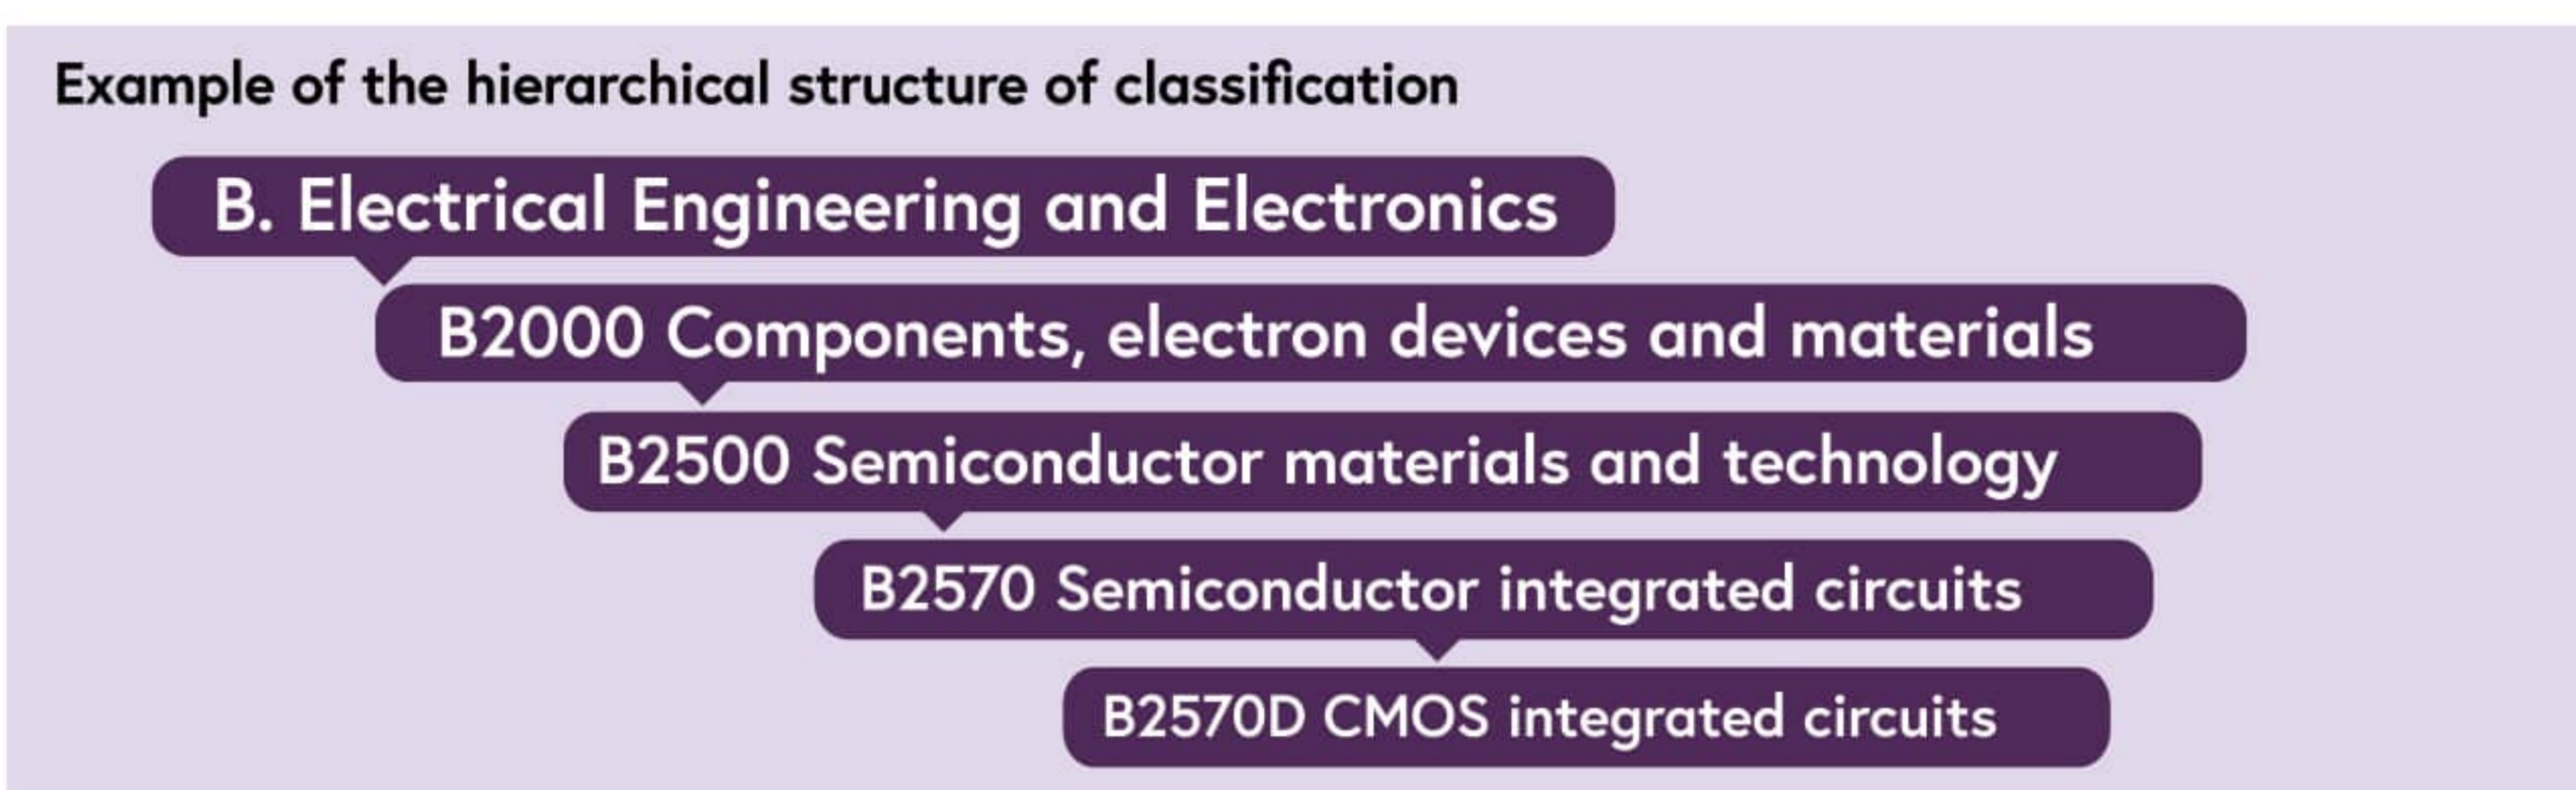 Example of the hierarchical structure of classification
B. Electrical Engineering and Electronics
B2000 Components, electron devices and materials
B2500 Semiconductor materials and technology
B2570 Semiconductor integrated circuits
B2570D CMOS integrated circuits